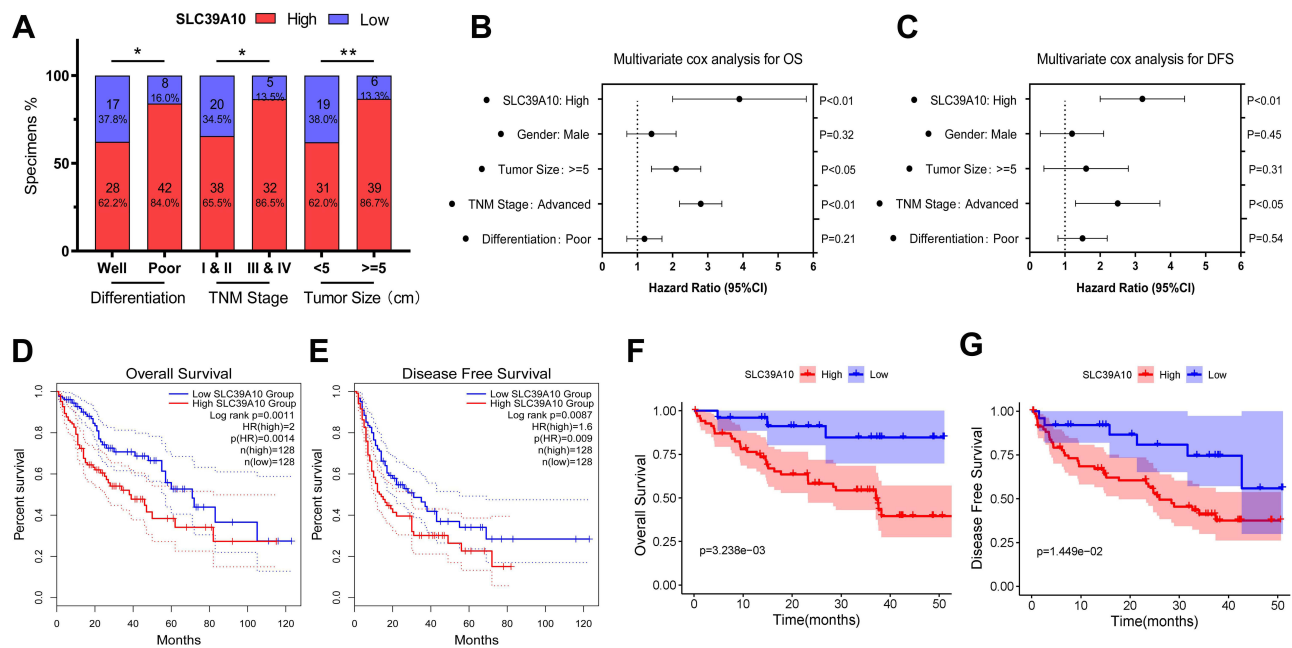 A
SLC39A10 High Low
* * **
Specimens %
100
50
0
17
37.8%
28
62.2%
8
16.0%
42
84.0%
20
34.5%
38
65.5%
5
13.5%
32
86.5%
19
38.0%
31
62.0%
6
13.3%
39
86.7%
Well Poor I & II III & IV <5 >=5
Differentiation TNM Stage Tumor Size (cm)
B
Multivariate cox analysis for OS
SLC39A10: High P<0.01
Gender: Male P=0.32
Tumor Size: >=5 P<0.05
TNM Stage: Advanced P<0.01
Differentiation: Poor P=0.21
0 1 2 3 4 5 6
Hazard Ratio (95%CI)
C
Multivariate cox analysis for DFS
SLC39A10: High P<0.01
Gender: Male P=0.45
Tumor Size: >=5 P=0.31
TNM Stage: Advanced P<0.05
Differentiation: Poor P=0.54
0 1 2 3 4 5 6
Hazard Ratio (95%CI)
D
Overall Survival
Low SLC39A10 Group
High SLC39A10 Group
Log rank p=0.0011
HR(high)=2
p(HR)=0.0014
n(high)=128
n(low)=128
Percent survival
1.0
0.8
0.6
0.4
0.2
0.0
0 20 40 60 80 100 120
Months
E
Disease Free Survival
Low SLC39A10 Group
High SLC39A10 Group
Log rank p=0.0087
HR(high)=1.6
p(HR)=0.009
n(high)=128
n(low)=128
Percent survival
1.0
0.8
0.6
0.4
0.2
0.0
0 20 40 60 80 100 120
Months
F
SLC39A10 High Low
Overall Survival
1.00
0.75
0.50
0.25
0.00
p=3.238e−03
0 10 20 30 40 50
Time(months)
G
SLC39A10 High Low
Disease Free Survival
1.00
0.75
0.50
0.25
0.00
p=1.449e−02
0 10 20 30 40 50
Time(months)